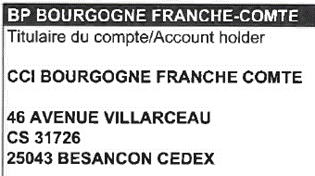 BP BOURGOGNE FRANCHE-COMTE
Titulaire du compte/Account holder
CCI BOURGOGNE FRANCHE COMTE
46 AVENUE VILLARCEAU
CS 31726
25043 BESANCON CEDEX